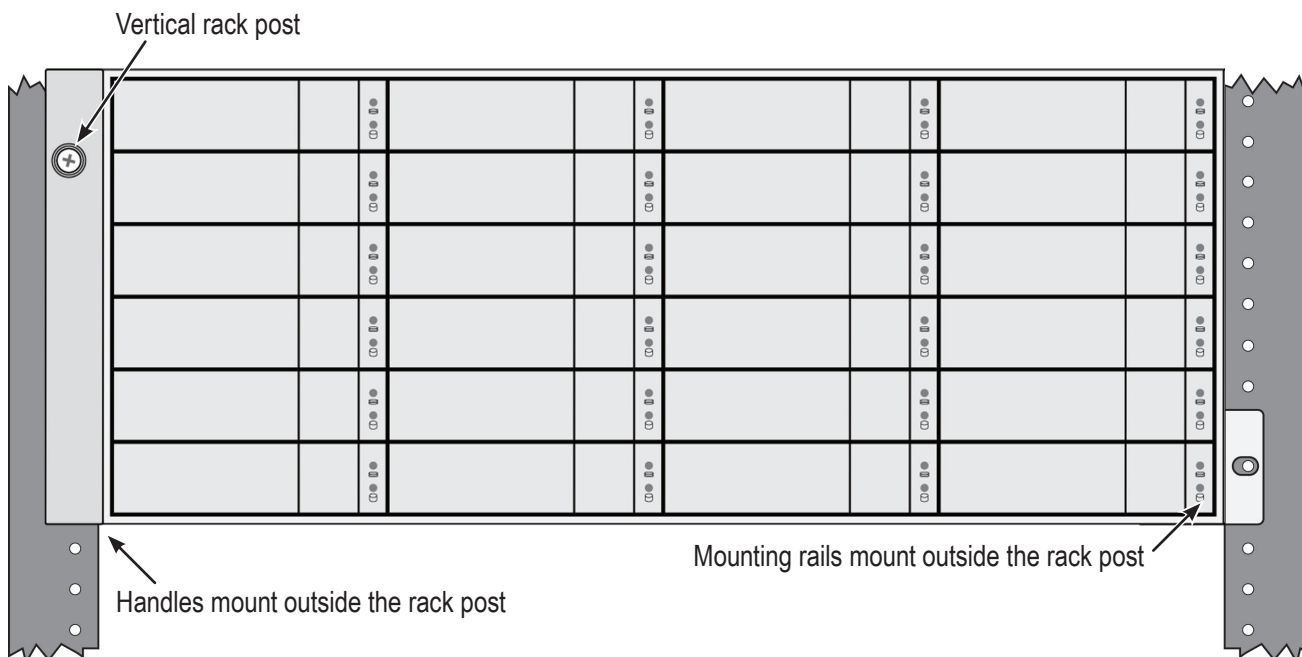 Vertical rack post
Mounting rails mount outside the rack post
Handles mount outside the rack post